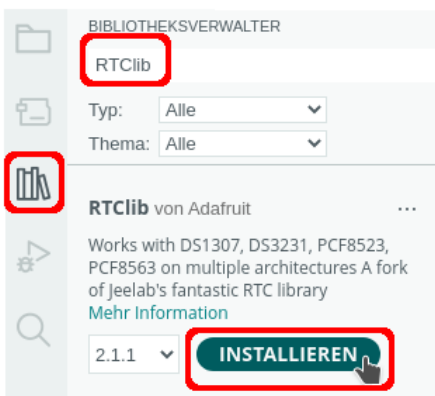 BIBLIOTHEKSVERWALTER
RTClib
Typ: Alle
Thema: Alle
RTClib von Adafruit ...
Works with DS1307, DS3231, PCF8523,
PCF8563 on multiple architectures A fork
of Jeelab's fantastic RTC library
Mehr Information
2.1.1 INSTALLIEREN